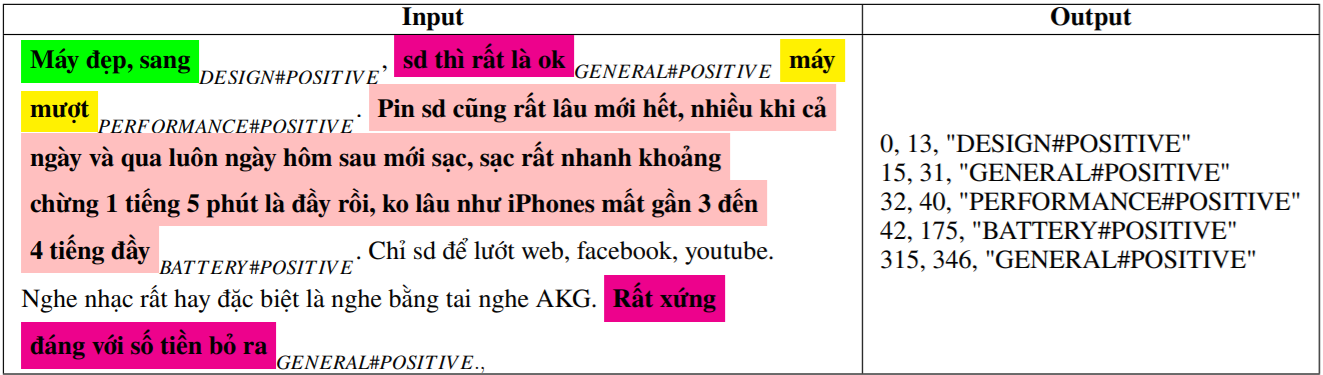 Input Output
Máy đẹp, sang DESIGN#POSITIVE, sd thì rất là ok GENERAL#POSITIVE máy
mượt PERFORMANCE#POSITIVE. Pin sd cũng rất lâu mới hết, nhiều khi cả
ngày và qua luôn ngày hôm sau mới sạc, sạc rất nhanh khoảng
chừng 1 tiếng 5 phút là đầy rồi, ko lâu như iPhones mất gần 3 đến
4 tiếng đầy BATTERY#POSITIVE. Chỉ sd để lướt web, facebook, youtube.
Nghe nhạc rất hay đặc biệt là nghe bằng tai nghe AKG. Rất xứng
đáng với số tiền bỏ ra GENERAL#POSITIVE.,
0, 13, "DESIGN#POSITIVE"
15, 31, "GENERAL#POSITIVE"
32, 40, "PERFORMANCE#POSITIVE"
42, 175, "BATTERY#POSITIVE"
315, 346, "GENERAL#POSITIVE"